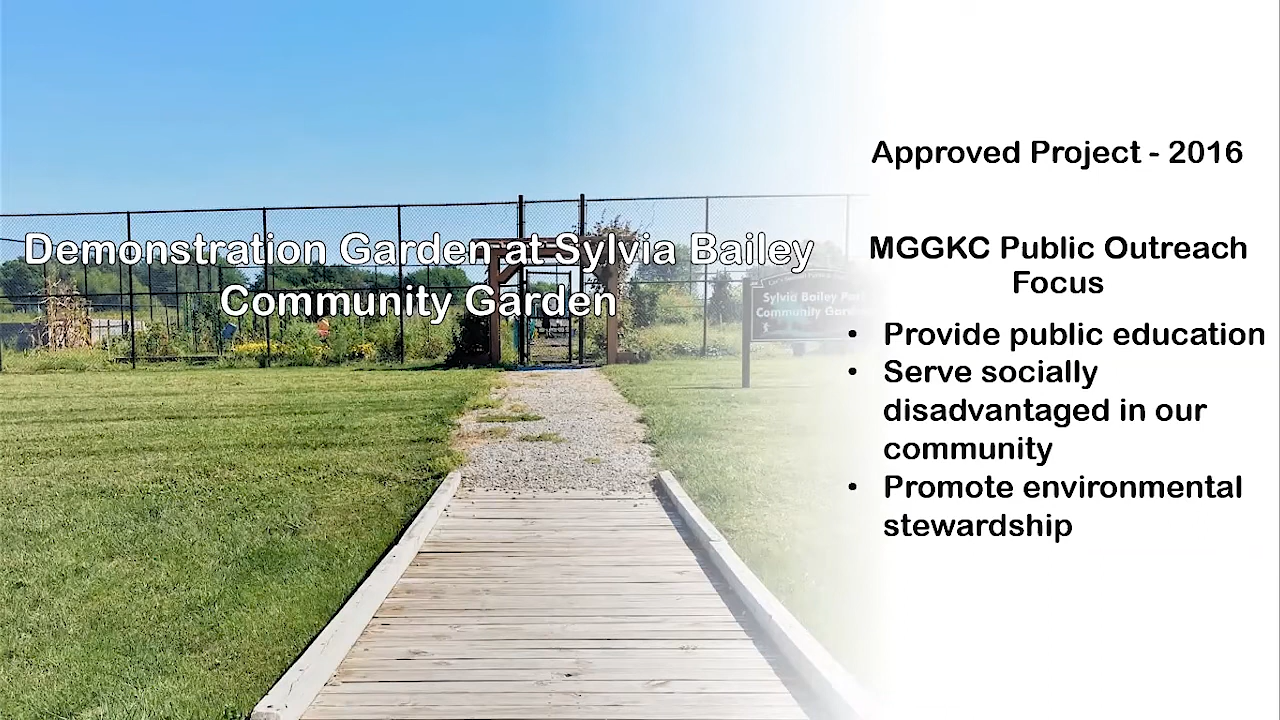 Demonstration Garden at Sylvia Bailey
Community Garden
Sylvia Bailey Park
Community Garden
Approved Project - 2016
MGGKC Public Outreach
Focus
• Provide public education
• Serve socially
disadvantaged in our
community
• Promote environmental
stewardship